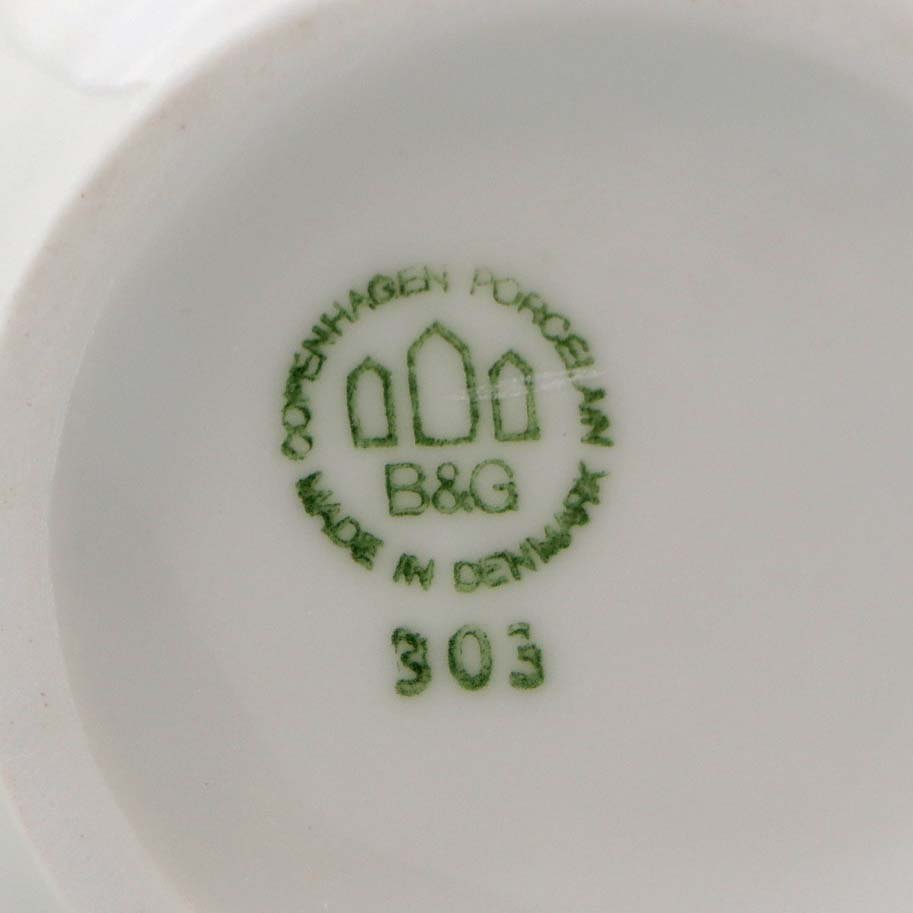 COPENHAGEN PORCELAIN
B&G
MADE IN DENMARK
303